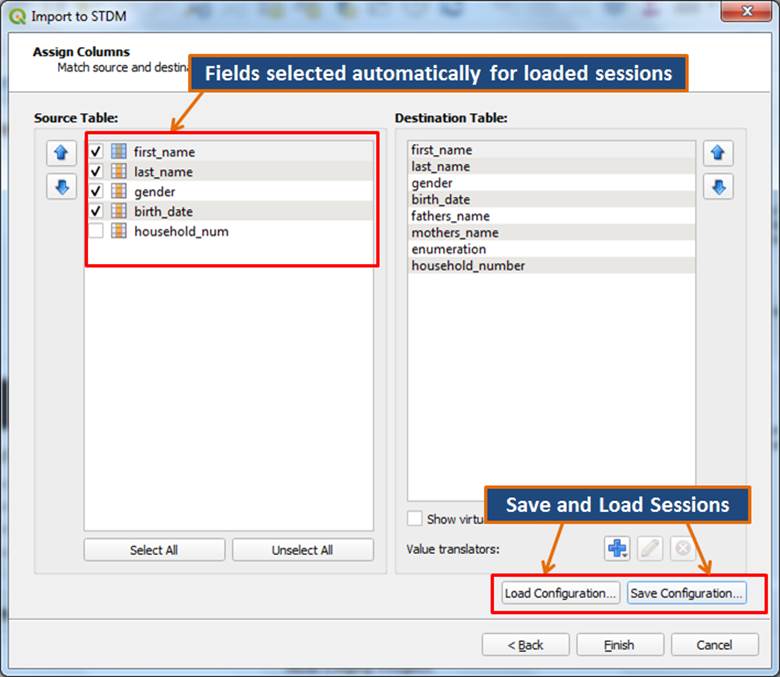 Import to STDM
Assign Columns
Match source and destin
Fields selected automatically for loaded sessions
Source Table:
first_name
last_name
gender
birth_date
household_num
Select All
Unselect All
Destination Table:
first_name
last_name
gender
birth_date
fathers_name
mothers_name
enumeration
household_number
Save and Load Sessions
Show virtu
Value translators:
Load Configuration...
Save Configuration...
< Back
Finish
Cancel